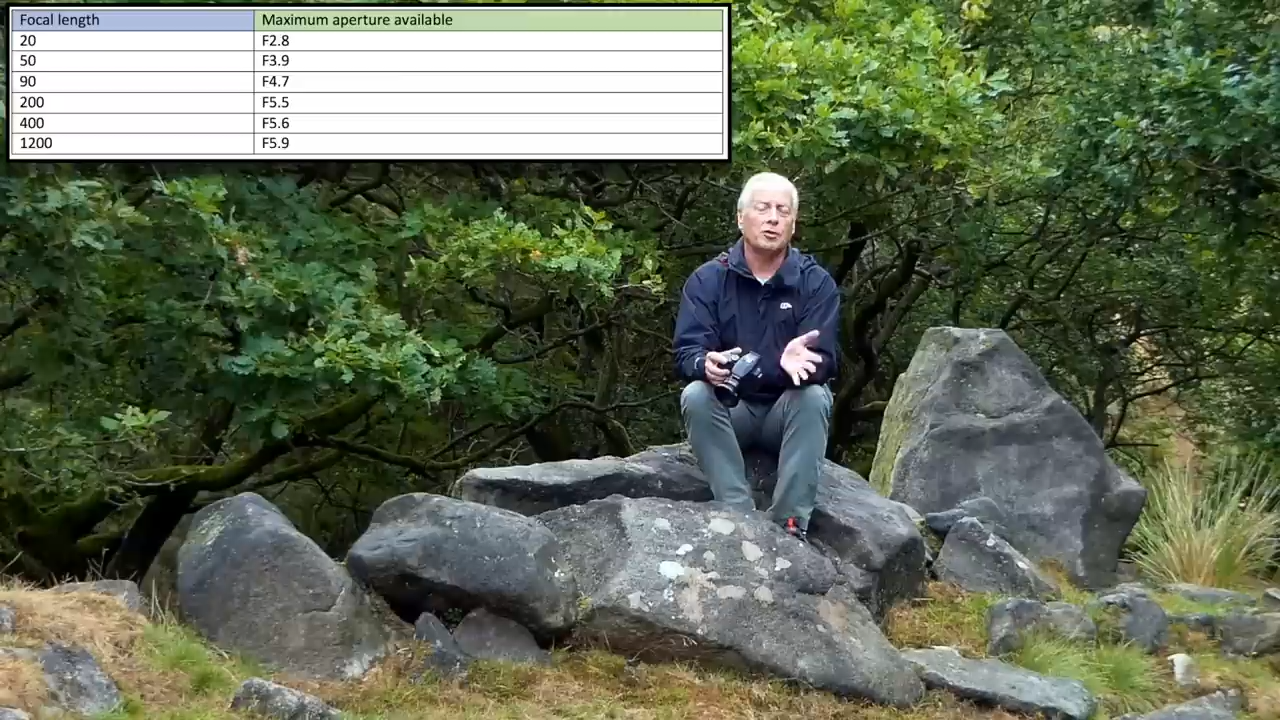 Focal length Maximum aperture available
20 F2.8
50 F3.9
90 F4.7
200 F5.5
400 F5.6
1200 F5.9